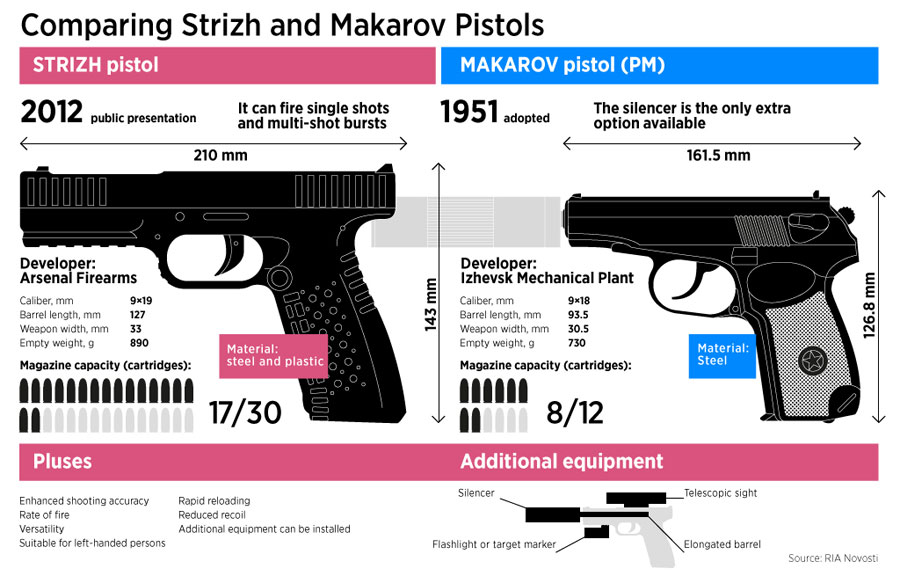 Comparing Strizh and Makarov Pistols
STRIZH pistol
2012 public presentation
It can fire single shots
and multi-shot bursts
210 mm
143 mm
Developer:
Arsenal Firearms
Caliber, mm 9×19
Barrel length, mm 127
Weapon width, mm 33
Empty weight, g 890
Magazine capacity (cartridges):
17/30
Material:
steel and plastic
MAKAROV pistol (PM)
1951 adopted
The silencer is the only extra
option available
161.5 mm
126.8 mm
Developer:
Izhevsk Mechanical Plant
Caliber, mm 9×18
Barrel length, mm 93.5
Weapon width, mm 30.5
Empty weight, g 730
Magazine capacity (cartridges):
8/12
Material:
Steel
Pluses
Enhanced shooting accuracy
Rate of fire
Versatility
Suitable for left-handed persons
Rapid reloading
Reduced recoil
Additional equipment can be installed
Additional equipment
Silencer
Telescopic sight
Flashlight or target marker
Elongated barrel
Source: RIA Novosti